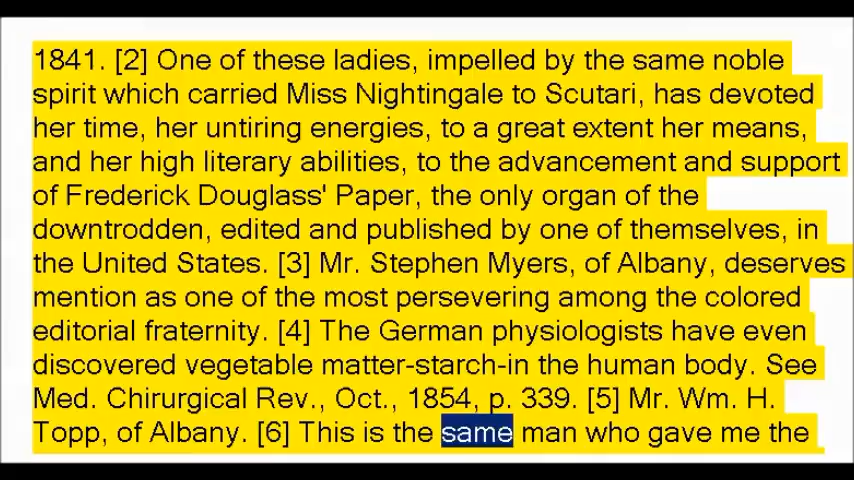 1841. [2] One of these ladies, impelled by the same noble
spirit which carried Miss Nightingale to Scutari, has devoted
her time, her untiring energies, to a great extent her means,
and her high literary abilities, to the advancement and support
of Frederick Douglass' Paper, the only organ of the
downtrodden, edited and published by one of themselves, in
the United States. [3] Mr. Stephen Myers, of Albany, deserves
mention as one of the most persevering among the colored
editorial fraternity. [4] The German physiologists have even
discovered vegetable matter-starch-in the human body. See
Med. Chirurgical Rev., Oct., 1854, p. 339. [5] Mr. Wm. H.
Topp, of Albany. [6] This is the same man who gave me the